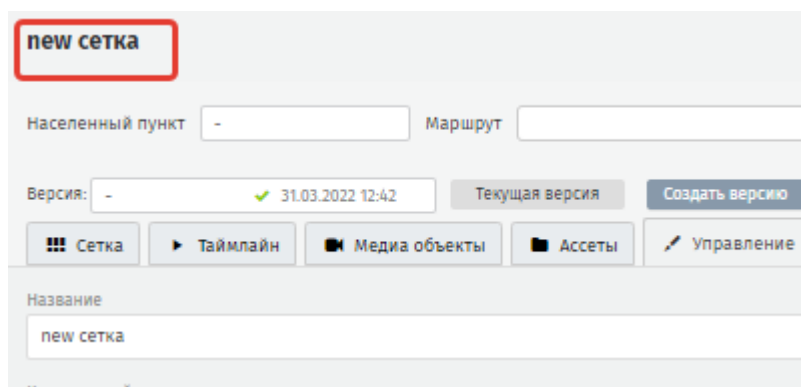 new сетка
Населенный пункт - Маршрут
Версия: - 31.03.2022 12:42 Текущая версия Создать версию
Сетка Таймлайн Медиа объекты Ассеты Управление
Название
new сетка